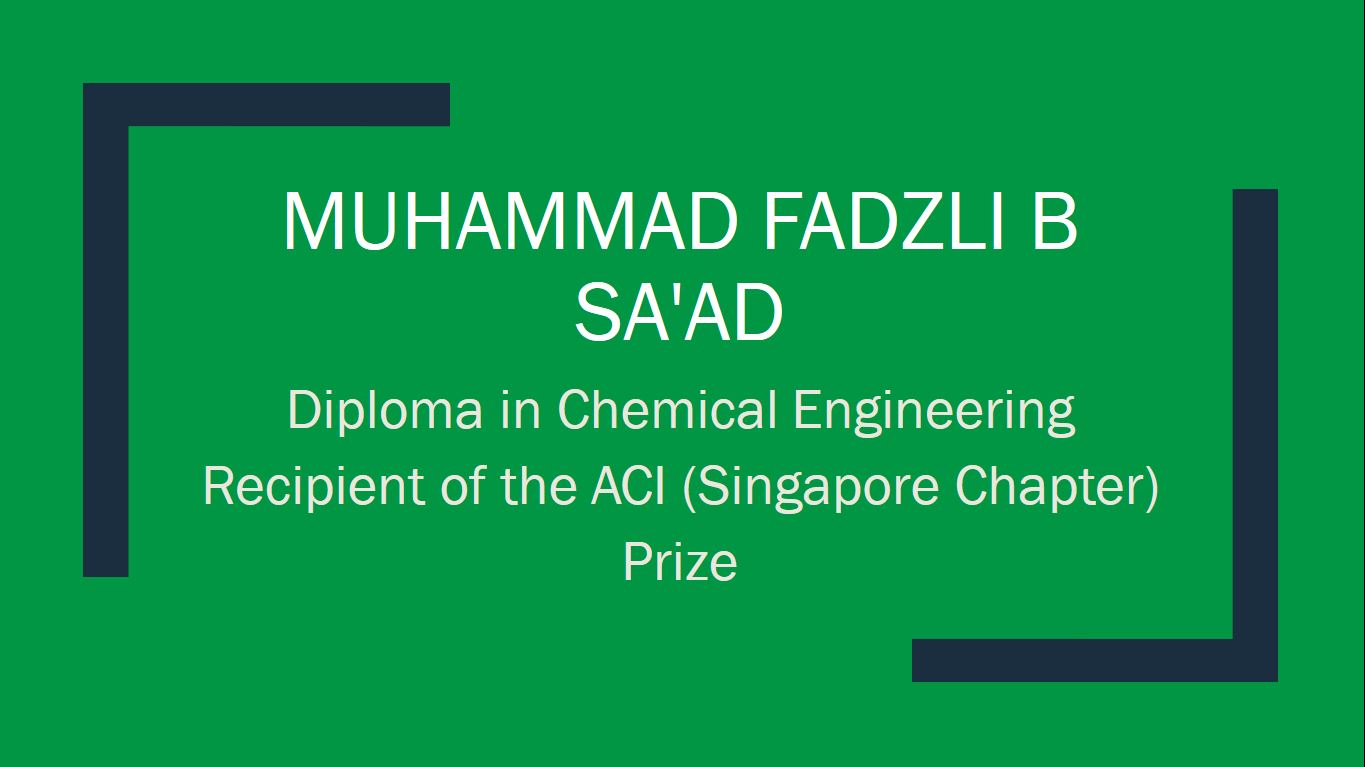 MUHAMMAD FADZLI B
SA'AD
Diploma in Chemical Engineering
Recipient of the ACI (Singapore Chapter)
Prize